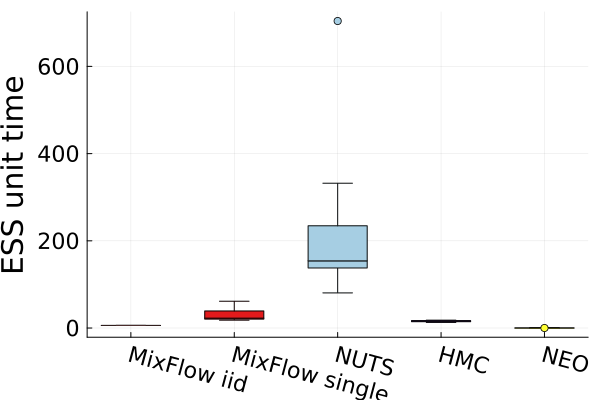 ESS unit time
600
400
200
0
MixFlow iid
MixFlow single
NUTS
HMC
NEO